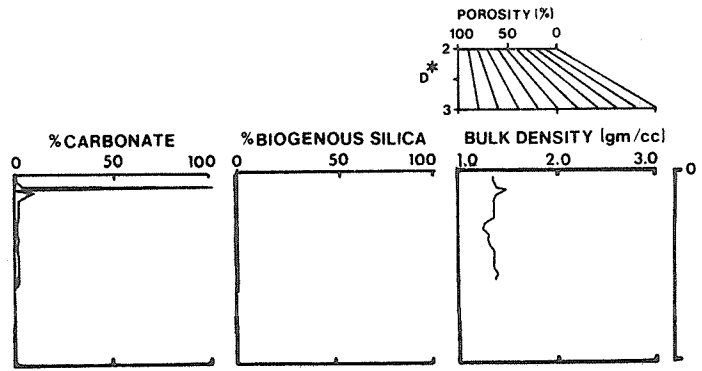 POROSITY (%)
100 50 0
2
D*
3
%CARBONATE %BIOGENOUS SILICA BULK DENSITY (gm/cc)
0 50 100 0 50 100 1.0 2.0 3.0
0